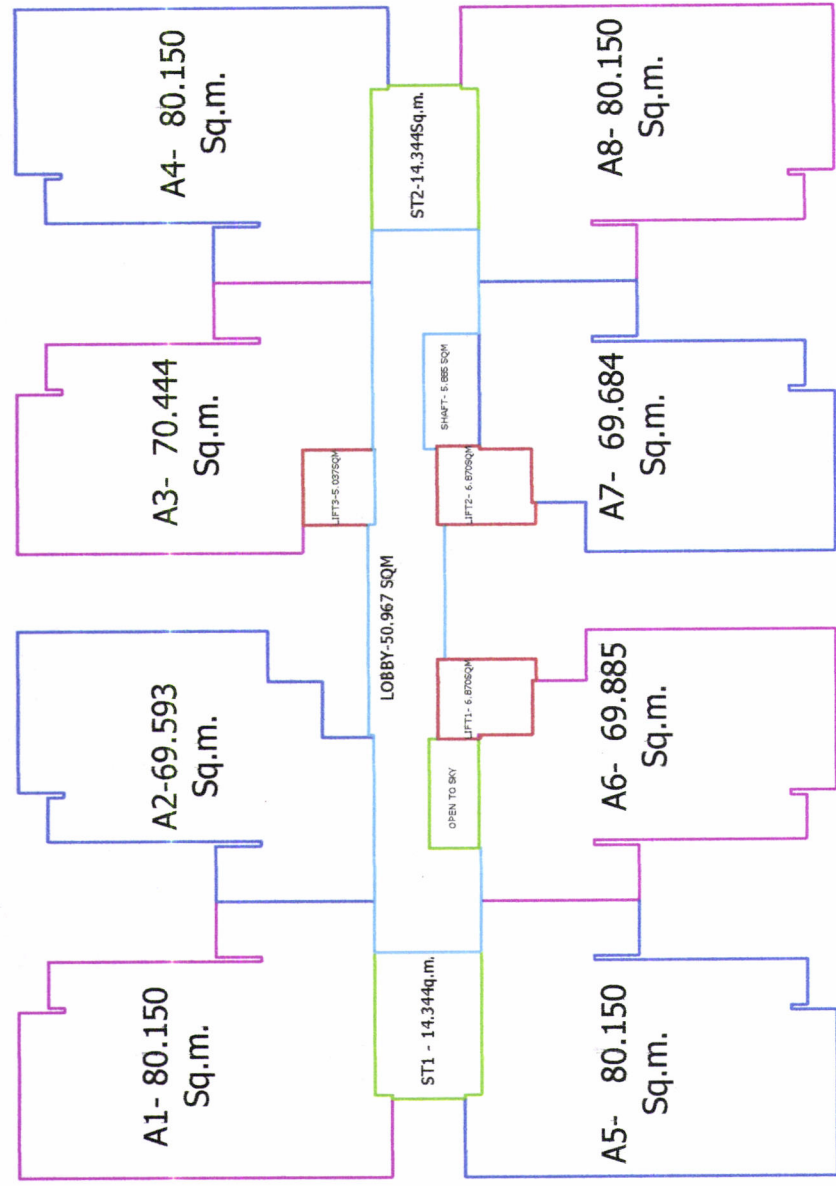 A1- 80.150
Sq.m.
A2-69.593
Sq.m.
A3- 70.444
Sq.m.
A4- 80.150
Sq.m.
LIFT3-5.037SQM
ST1 - 14.344q.m.
LOBBY-50.967 SQM
ST2-14.344Sq.m.
OPEN TO SKY
LIFT1- 6.870SQM
LIFT2- 6.870SQM
SHAFT- 5.885 SQM
A5- 80.150
Sq.m.
A6- 69.885
Sq.m.
A7- 69.684
Sq.m.
A8- 80.150
Sq.m.